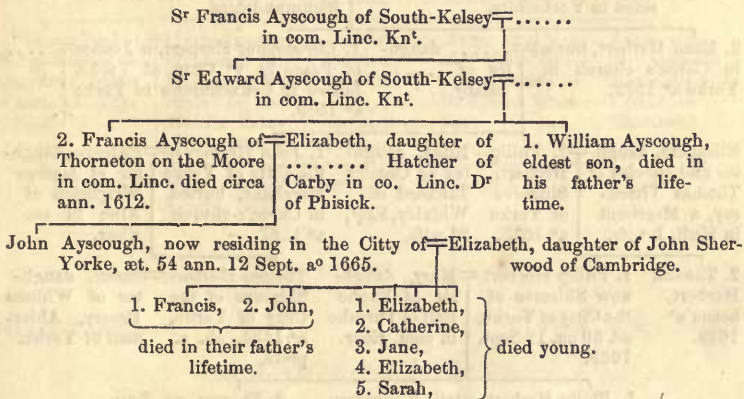 Sr Francis Ayscough of South-Kelsey=......
in com. Linc. Knt.
Sr Edward Ayscough of South-Kelsey=......
in com. Linc. Knt.
2. Francis Ayscough of
Thorneton on the Moore
in com. Linc. died circa
ann. 1612.
=Elizabeth, daughter of
........ Hatcher of
Carby in co. Linc. Dr
of Phisick.
1. William Ayscough,
eldest son, died in
his father's life-
time.
John Ayscough, now residing in the Citty of
Yorke, æt. 54 ann. 12 Sept. ao 1665.
=Elizabeth, daughter of John Sher-
wood of Cambridge.
1. Francis, 2. John,
died in their father's
lifetime.
1. Elizabeth,
2. Catherine,
3. Jane,
4. Elizabeth,
5. Sarah,
died young.